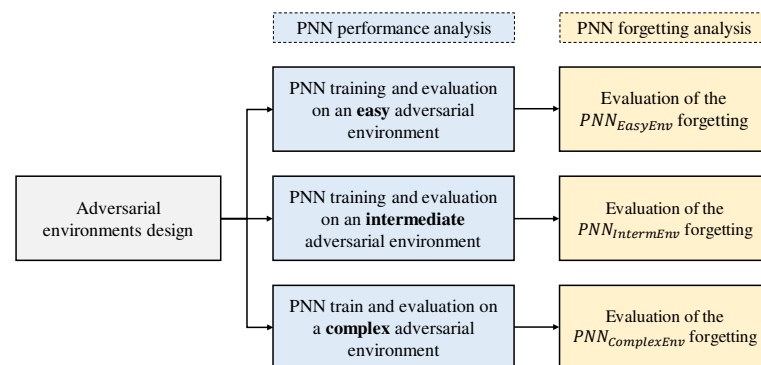 PNN performance analysis
PNN forgetting analysis
PNN training and evaluation
on an easy adversarial
environment
Evaluation of the
PNN_EasyEnv forgetting
Adversarial
environments design
PNN training and evaluation
on an intermediate
adversarial environment
Evaluation of the
PNN_IntermEnv forgetting
PNN train and evaluation on
a complex adversarial
environment
Evaluation of the
PNN_ComplexEnv forgetting